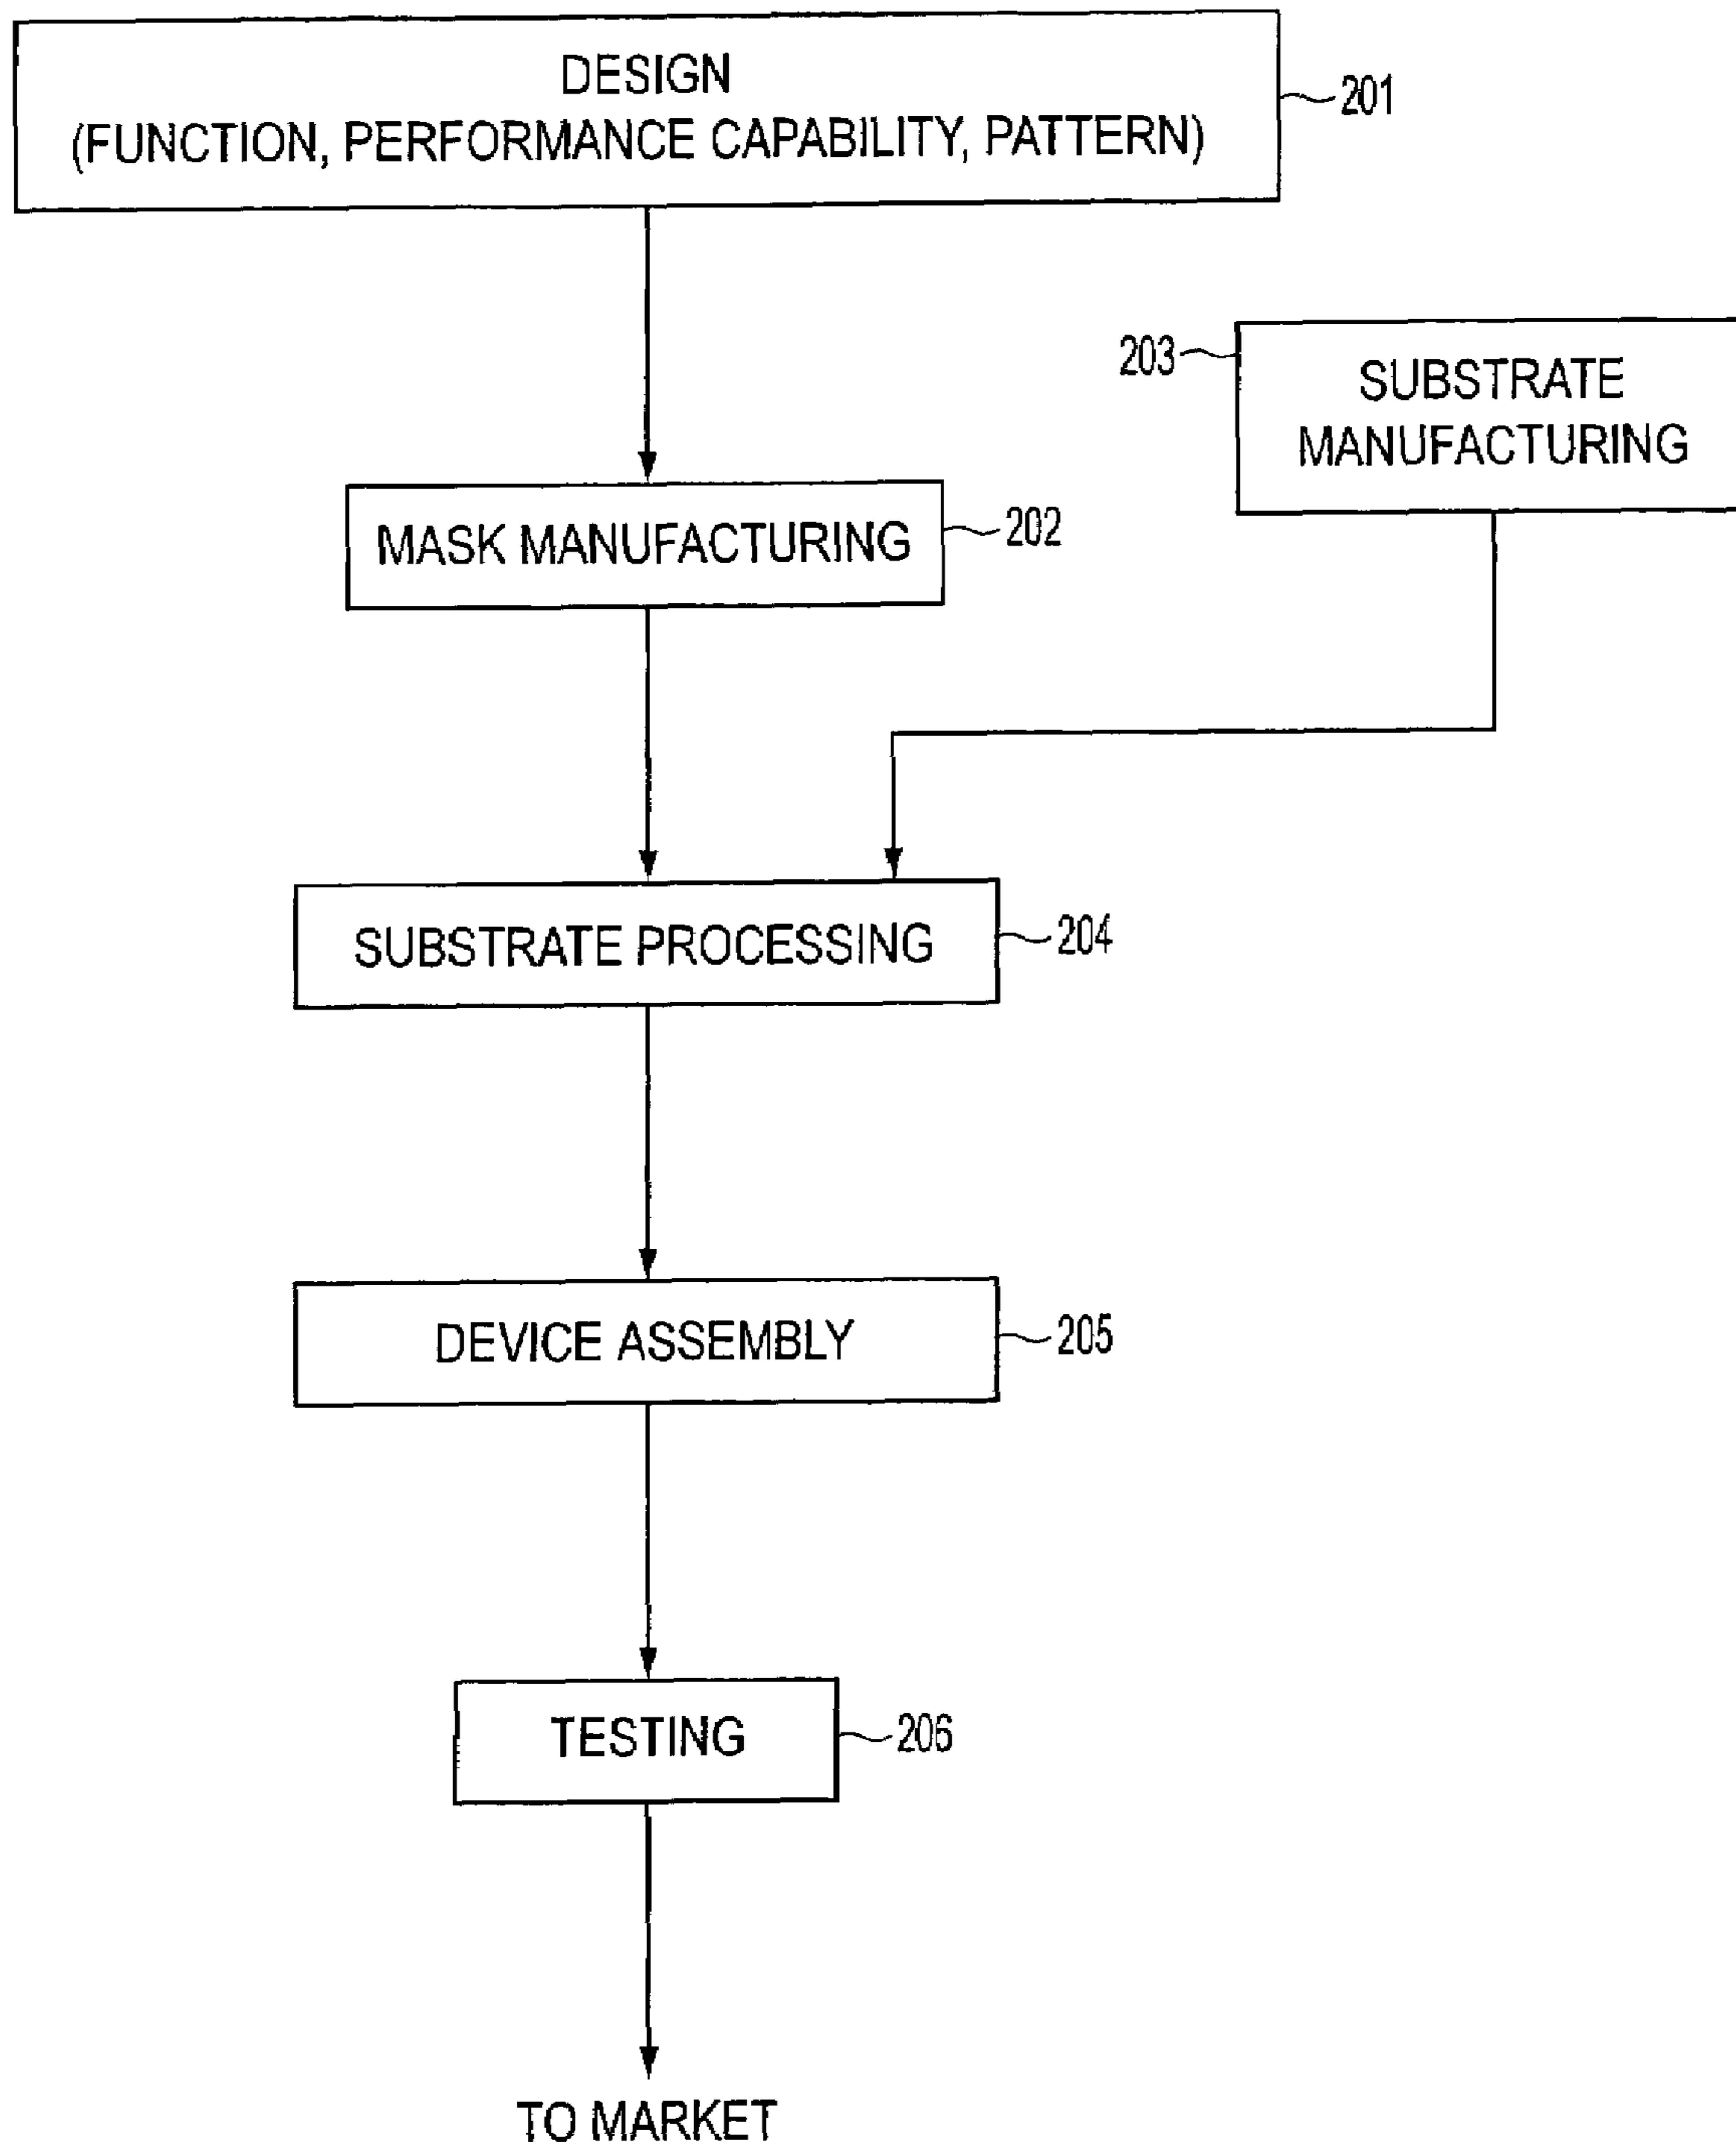 DESIGN
(FUNCTION, PERFORMANCE CAPABILITY, PATTERN)
201
203
SUBSTRATE
MANUFACTURING
MASK MANUFACTURING
202
SUBSTRATE PROCESSING
204
DEVICE ASSEMBLY
205
TESTING
206
TO MARKET